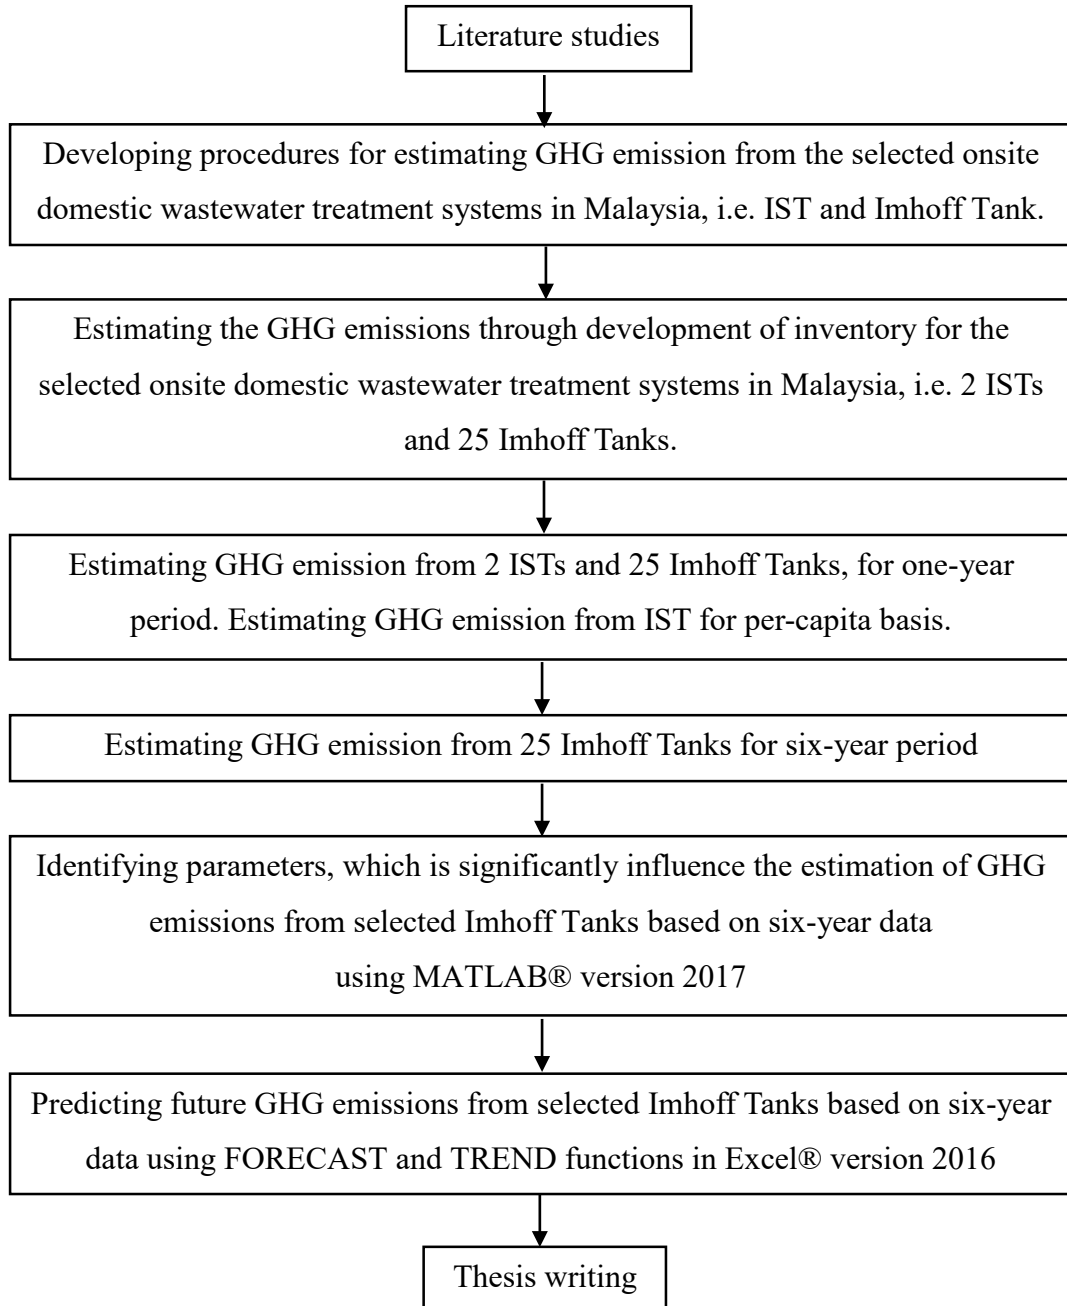 Literature studies
Developing procedures for estimating GHG emission from the selected onsite
domestic wastewater treatment systems in Malaysia, i.e. IST and Imhoff Tank.
Estimating the GHG emissions through development of inventory for the
selected onsite domestic wastewater treatment systems in Malaysia, i.e. 2 ISTs
and 25 Imhoff Tanks.
Estimating GHG emission from 2 ISTs and 25 Imhoff Tanks, for one-year
period. Estimating GHG emission from IST for per-capita basis.
Estimating GHG emission from 25 Imhoff Tanks for six-year period
Identifying parameters, which is significantly influence the estimation of GHG
emissions from selected Imhoff Tanks based on six-year data
using MATLAB® version 2017
Predicting future GHG emissions from selected Imhoff Tanks based on six-year
data using FORECAST and TREND functions in Excel® version 2016
Thesis writing